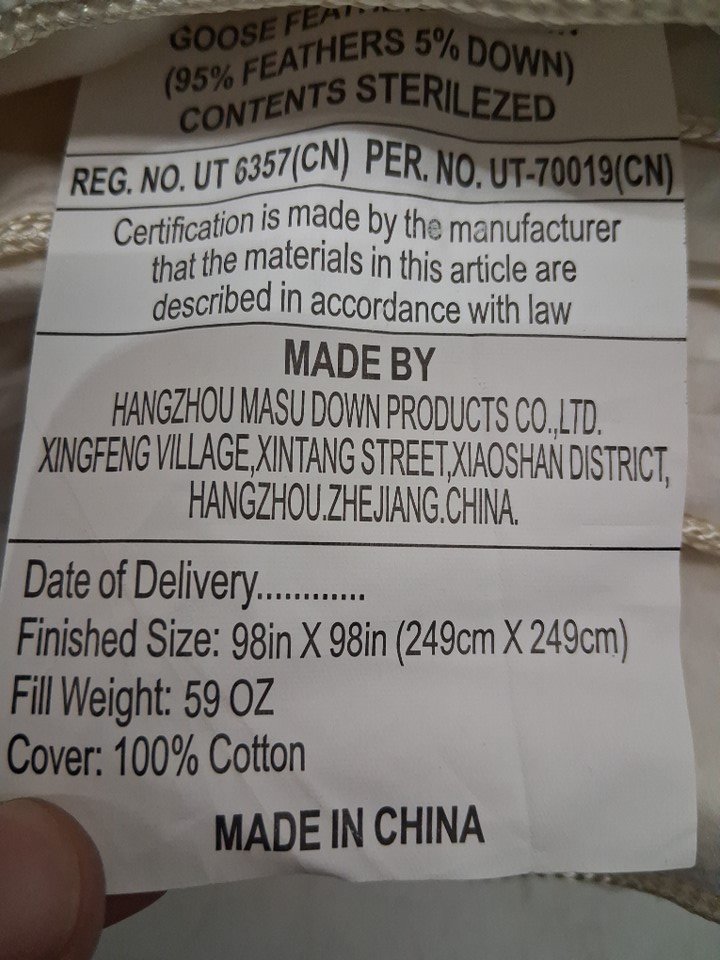 GOOSE
(95% FEATHERS 5% DOWN)
CONTENTS STERILEZED
REG. NO. UT 6357(CN) PER. NO. UT-70019(CN)
Certification is made by the manufacturer
that the materials in this article are
described in accordance with law
MADE BY
HANGZHOU MASU DOWN PRODUCTS CO.,LTD.
XINGFENG VILLAGE,XINTANG STREET,XIAOSHAN DISTRICT,
HANGZHOU.ZHEJIANG.CHINA.
Date of Delivery............
Finished Size: 98in X 98in (249cm X 249cm)
Fill Weight: 59 OZ
Cover: 100% Cotton
MADE IN CHINA